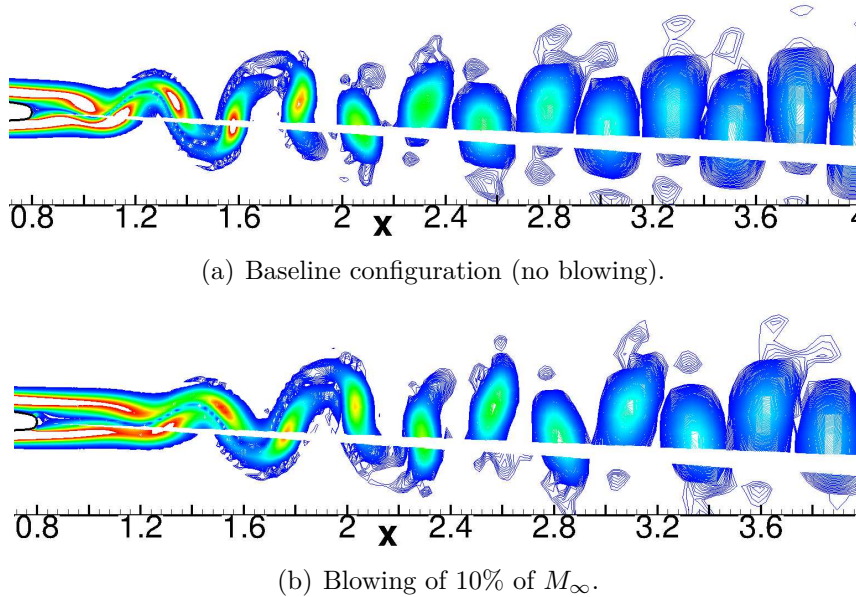 0.8 1.2 1.6 2 2.4 2.8 3.2 3.6 4
x
(a) Baseline configuration (no blowing).
0.8 1.2 1.6 2 2.4 2.8 3.2 3.6
x
(b) Blowing of 10% of M∞.